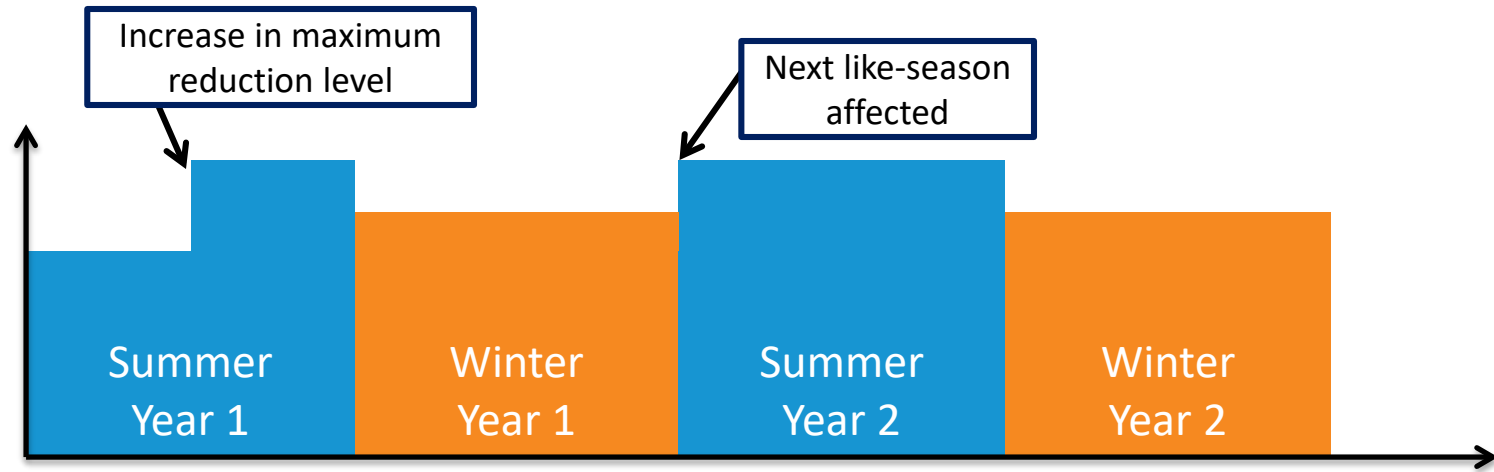 Increase in maximum
reduction level
Next like-season
affected
Summer
Year 1
Winter
Year 1
Summer
Year 2
Winter
Year 2